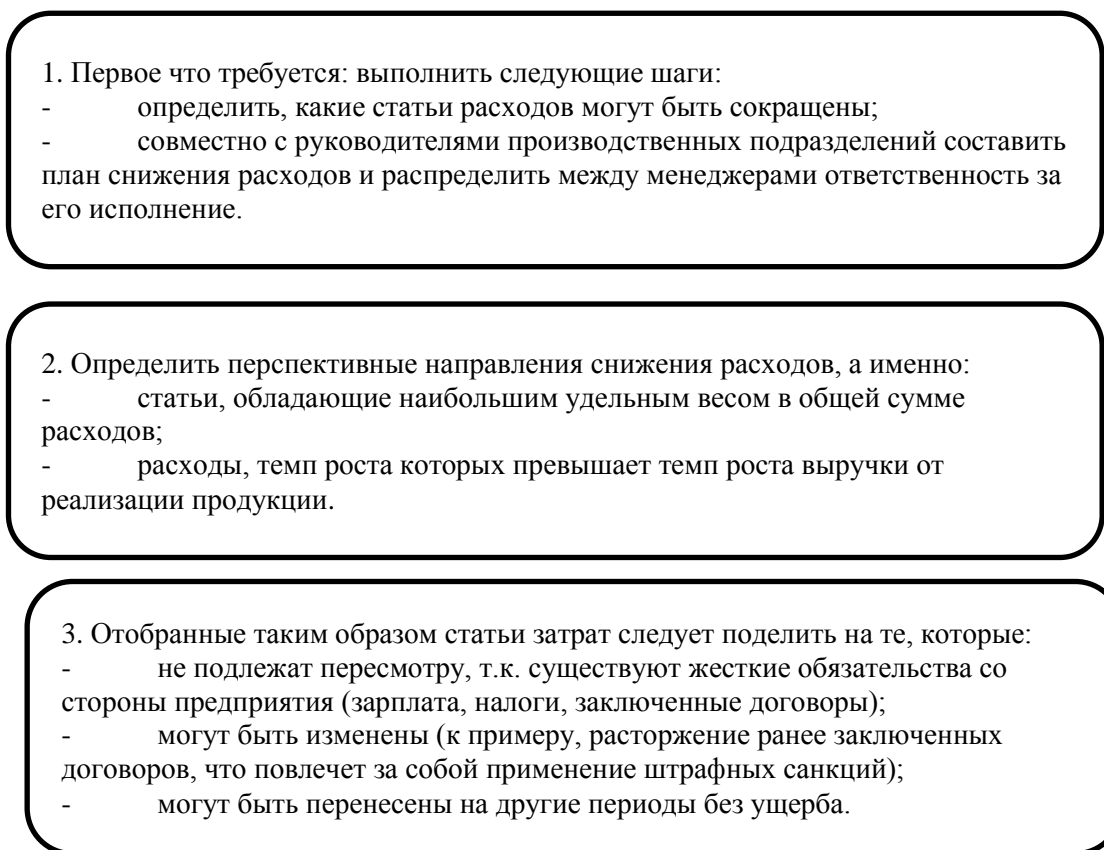 1. Первое что требуется: выполнить следующие шаги:
- определить, какие статьи расходов могут быть сокращены;
- совместно с руководителями производственных подразделений составить
план снижения расходов и распределить между менеджерами ответственность за
его исполнение.
2. Определить перспективные направления снижения расходов, а именно:
- статьи, обладающие наибольшим удельным весом в общей сумме
расходов;
- расходы, темп роста которых превышает темп роста выручки от
реализации продукции.
3. Отобранные таким образом статьи затрат следует поделить на те, которые:
- не подлежат пересмотру, т.к. существуют жесткие обязательства со
стороны предприятия (зарплата, налоги, заключенные договоры);
- могут быть изменены (к примеру, расторжение ранее заключенных
договоров, что повлечет за собой применение штрафных санкций);
- могут быть перенесены на другие периоды без ущерба.